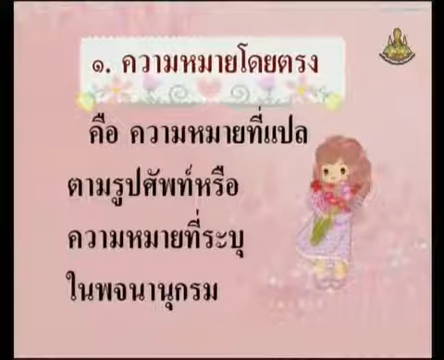 ๑. ความหมายโดยตรง
คือ ความหมายที่แปล
ตามรูปศัพท์หรือ
ความหมายที่ระบุ
ในพจนานุกรม